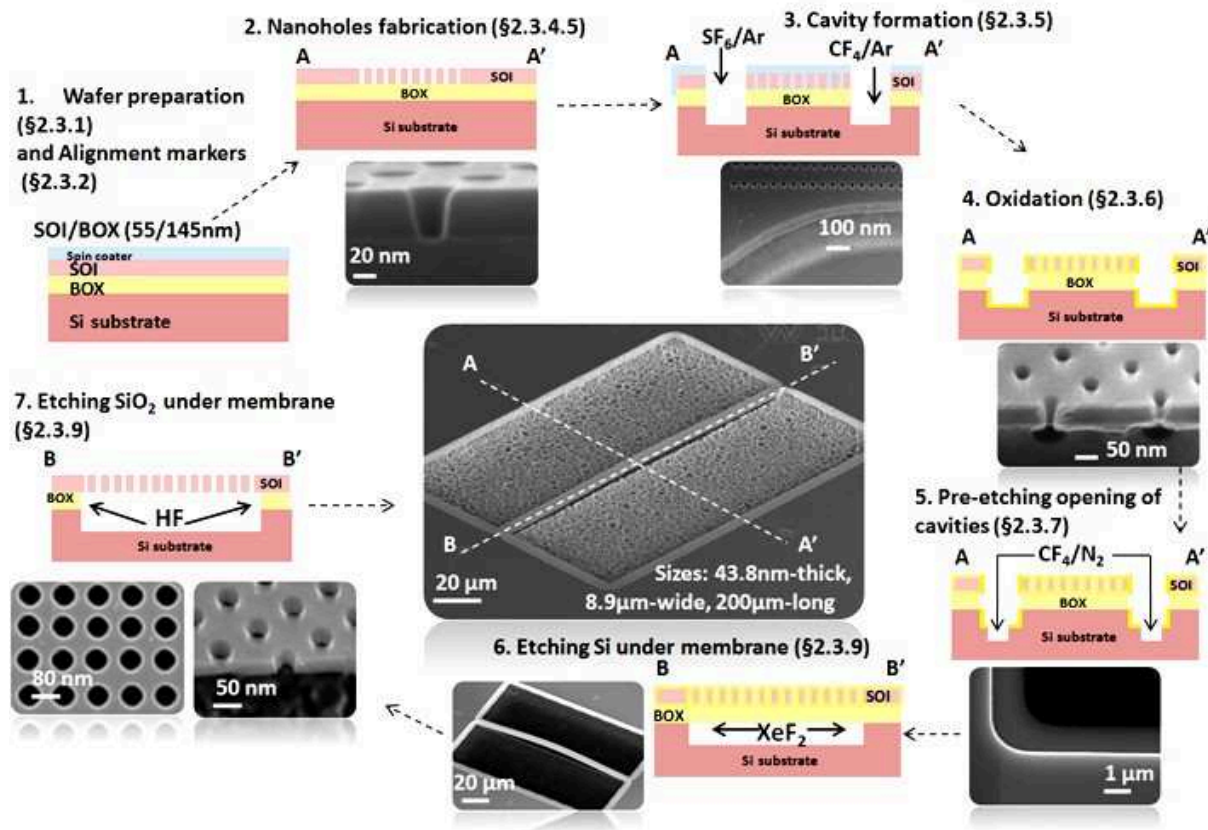 1. Wafer preparation
(§2.3.1)
and Alignment markers
(§2.3.2)
SOI/BOX (55/145nm)
Spin coater
SOI
BOX
Si substrate
2. Nanoholes fabrication (§2.3.4.5)
A A’
SOI
BOX
Si substrate
20 nm
3. Cavity formation (§2.3.5)
A SF6/Ar CF4/Ar A’
SOI
BOX
Si substrate
100 nm
4. Oxidation (§2.3.6)
A A’
SOI
BOX
Si substrate
50 nm
5. Pre-etching opening of
cavities (§2.3.7)
A CF4/N2 A’
SOI
BOX
Si substrate
1 µm
6. Etching Si under membrane (§2.3.9)
B B’
SOI
BOX
XeF2
Si substrate
20 µm
7. Etching SiO2 under membrane
(§2.3.9)
B B’
SOI
BOX
HF
Si substrate
80 nm
50 nm
A B’
B A’
20 µm
Sizes: 43.8nm-thick,
8.9µm-wide, 200µm-long